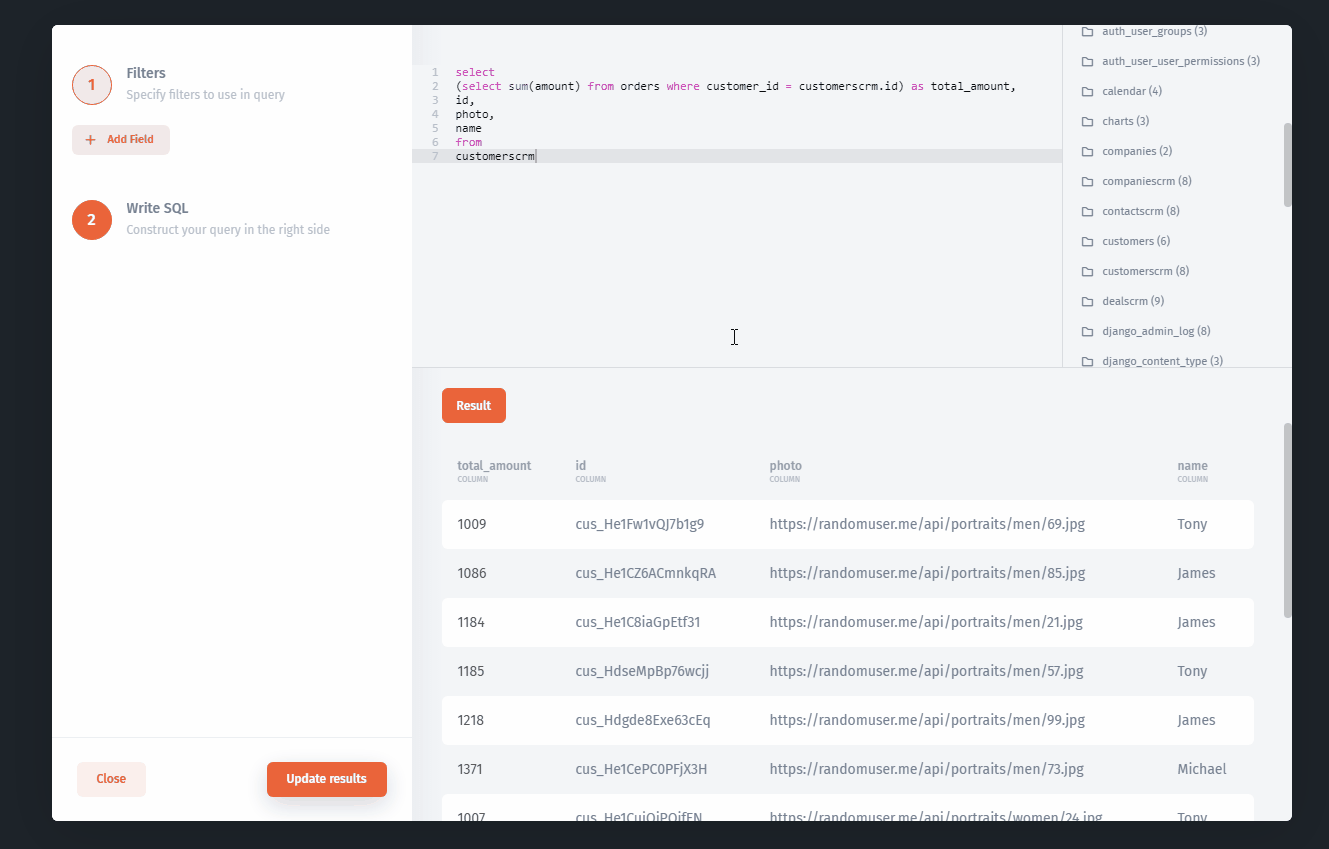 1
Filters
Specify filters to use in query
+ Add Field
2
Write SQL
Construct your query in the right side
Close
Update results
1 select
2 (select sum(amount) from orders where customer_id = customerscrm.id) as total_amount,
3 id,
4 photo,
5 name
6 from
7 customerscrm
auth_user_groups (3)
auth_user_user_permissions (3)
calendar (4)
charts (3)
companies (2)
companiescrm (8)
contactscrm (8)
customers (6)
customerscrm (8)
dealscrm (9)
django_admin_log (8)
django_content_type (3)
Result
total_amount id photo name
COLUMN COLUMN COLUMN COLUMN
1009 cus_He1Fw1vQJ7b1g9 https://randomuser.me/api/portraits/men/69.jpg Tony
1086 cus_He1CZ6ACmnkqRA https://randomuser.me/api/portraits/men/85.jpg James
1184 cus_He1C8iaGpEtf31 https://randomuser.me/api/portraits/men/21.jpg James
1185 cus_HdseMpBp76wcjj https://randomuser.me/api/portraits/men/57.jpg Tony
1218 cus_Hdgde8Exe63cEq https://randomuser.me/api/portraits/men/99.jpg James
1371 cus_He1CePC0PFjX3H https://randomuser.me/api/portraits/men/73.jpg Michael
1007 https://randomuser.me/api/portraits/women/24.jpg Tony